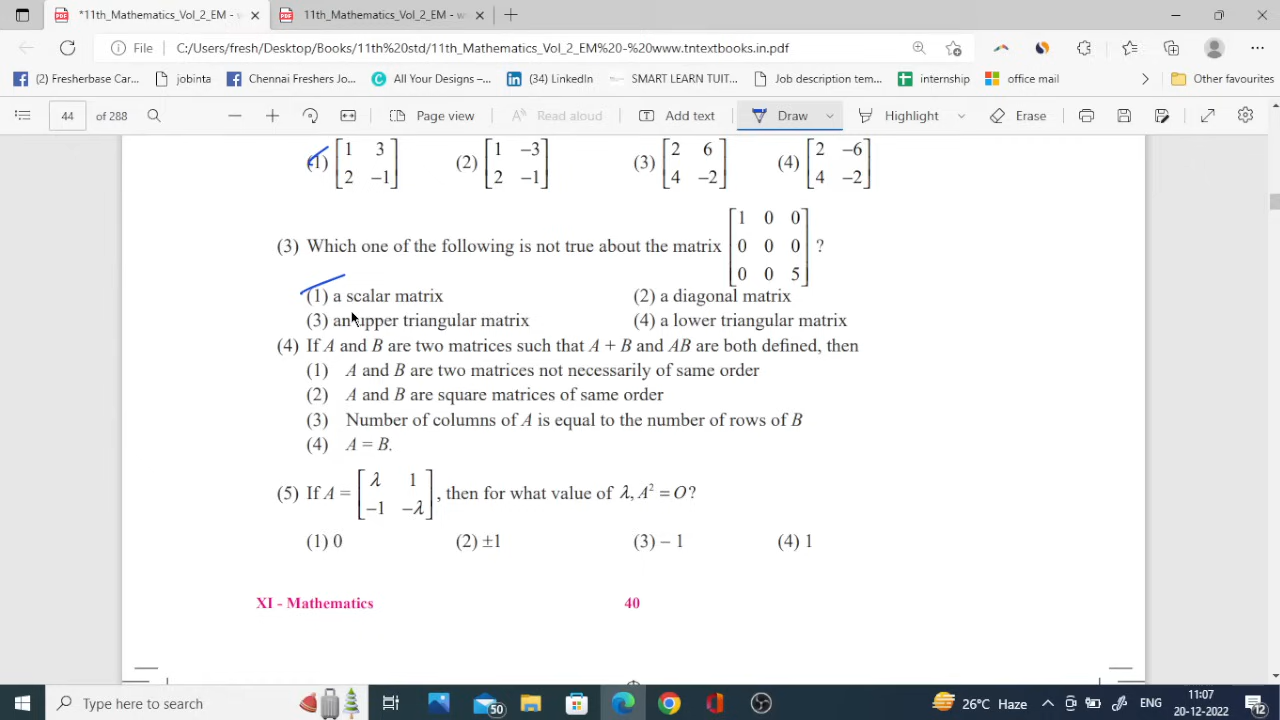 *11th_Mathematics_Vol_2_EM - w
11th_Mathematics_Vol_2_EM - ww
File C:/Users/fresh/Desktop/Books/11th%20std/11th_Mathematics_Vol_2_EM%20-%20www.tntextbooks.in.pdf
(2) Fresherbase Car... jobinta Chennai Freshers Jo... All Your Designs –... (34) LinkedIn SMART LEARN TUIT... Job description tem... internship office mail Other favourites
44 of 288 Page view Read aloud Add text Draw Highlight Erase
(1) [1 3 (2) [1 −3 (3) [2 6 (4) [2 −6
2 −1] 2 −1] 4 −2] 4 −2]
1 0 0
(3) Which one of the following is not true about the matrix 0 0 0 ?
0 0 5
(1) a scalar matrix (2) a diagonal matrix
(3) an upper triangular matrix (4) a lower triangular matrix
(4) If A and B are two matrices such that A + B and AB are both defined, then
(1) A and B are two matrices not necessarily of same order
(2) A and B are square matrices of same order
(3) Number of columns of A is equal to the number of rows of B
(4) A = B.
λ 1
(5) If A = , then for what value of λ, A² = O?
−1 −λ
(1) 0 (2) ±1 (3) − 1 (4) 1
XI - Mathematics 40
Type here to search 50 26°C Haze ENG 11:07
20-12-2022 12